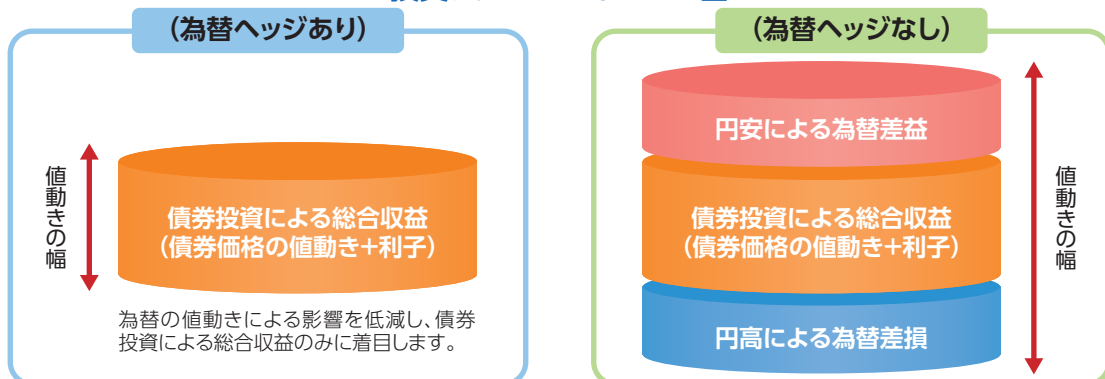 (為替ヘッジあり)
値動きの幅
債券投資による総合収益
(債券価格の値動き+利子)
為替の値動きによる影響を低減し、債券
投資による総合収益のみに着目します。
(為替ヘッジなし)
円安による為替差益
債券投資による総合収益
(債券価格の値動き+利子)
円高による為替差損
値動きの幅